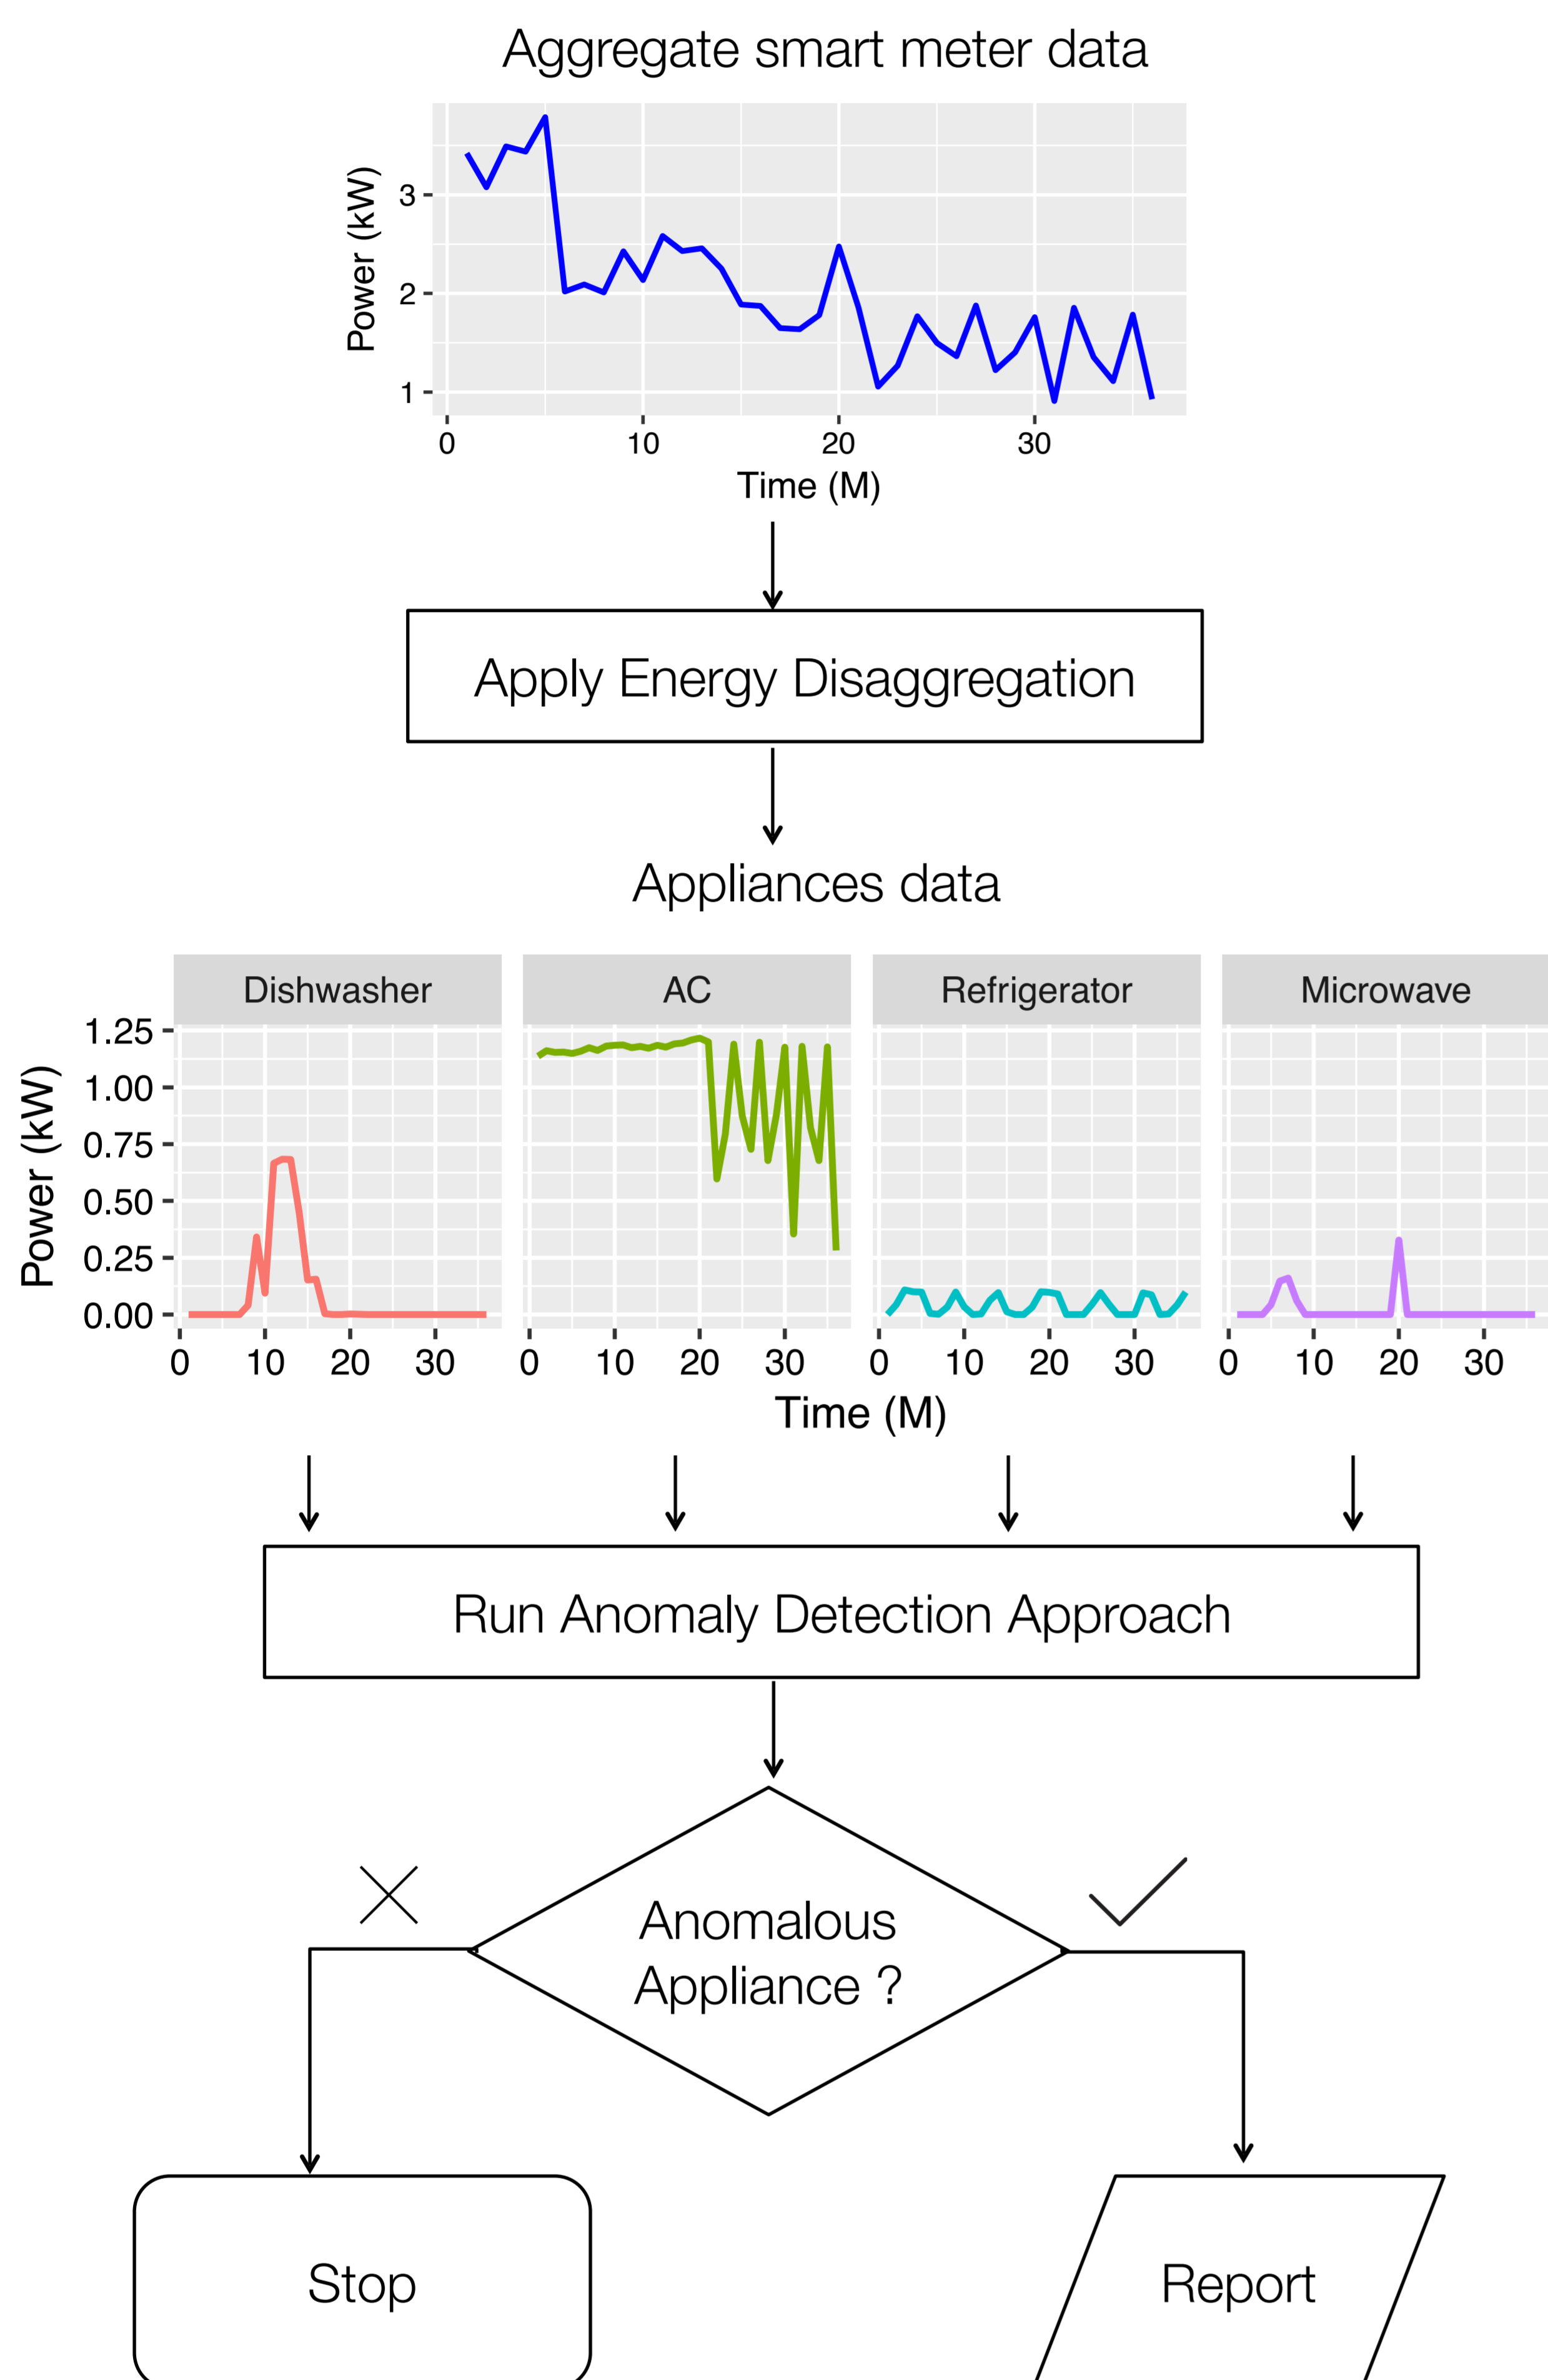 Aggregate smart meter data
Power (kW)
3
2
1
0 10 20 30
Time (M)
Apply Energy Disaggregation
Appliances data
Dishwasher AC Refrigerator Microwave
Power (kW)
1.25
1.00
0.75
0.50
0.25
0.00
0 10 20 30 0 10 20 30 0 10 20 30 0 10 20 30
Time (M)
Run Anomaly Detection Approach
Anomalous
Appliance ?
Stop
Report